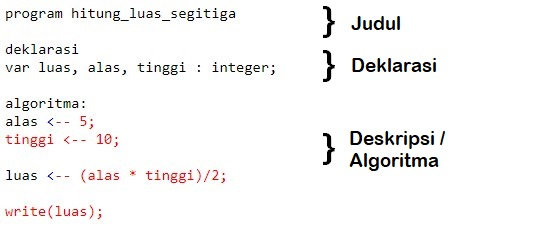 program hitung_luas_segitiga
Judul
deklarasi
var luas, alas, tinggi : integer;
Deklarasi
algoritma:
alas <-- 5;
tinggi <-- 10;
luas <-- (alas * tinggi)/2;
write(luas);
Deskripsi /
Algoritma